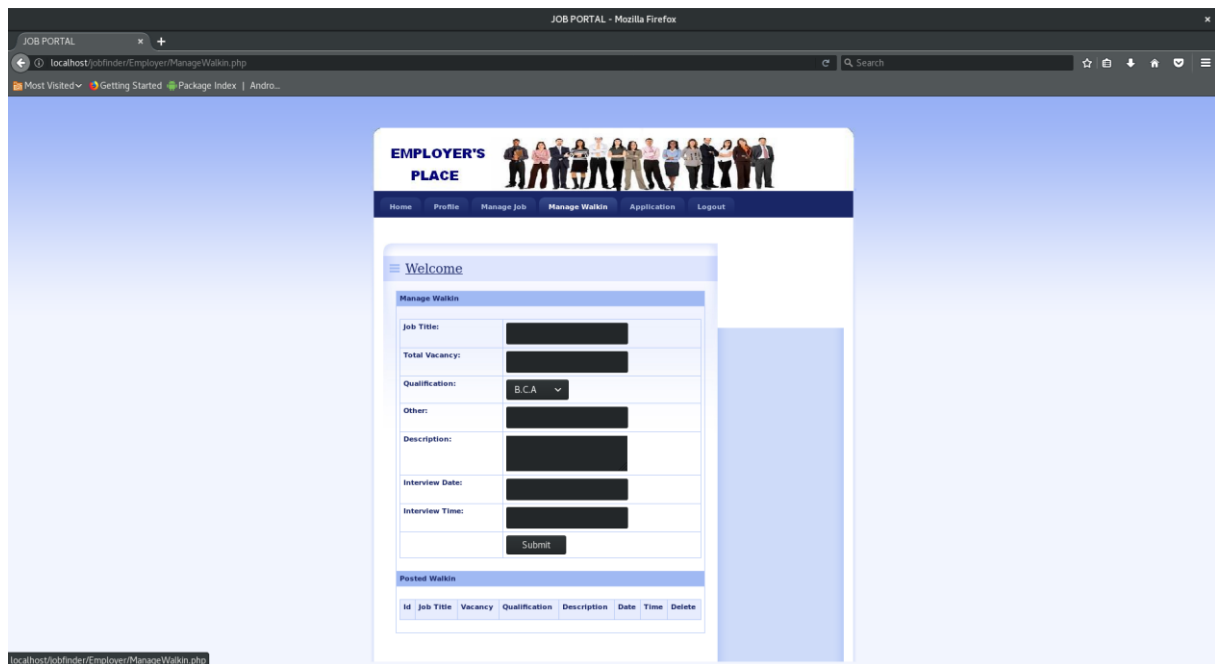 JOB PORTAL - Mozilla Firefox
JOB PORTAL
localhost/jobfinder/Employer/ManageWalkin.php
Search
Most Visited Getting Started Package Index | Andro...
EMPLOYER'S
PLACE
Home Profile Manage Job Manage Walkin Application Logout
Welcome
Manage Walkin
Job Title:
Total Vacancy:
Qualification: B.C.A
Other:
Description:
Interview Date:
Interview Time:
Submit
Posted Walkin
Id Job Title Vacancy Qualification Description Date Time Delete
localhost/jobfinder/Employer/ManageWalkin.php